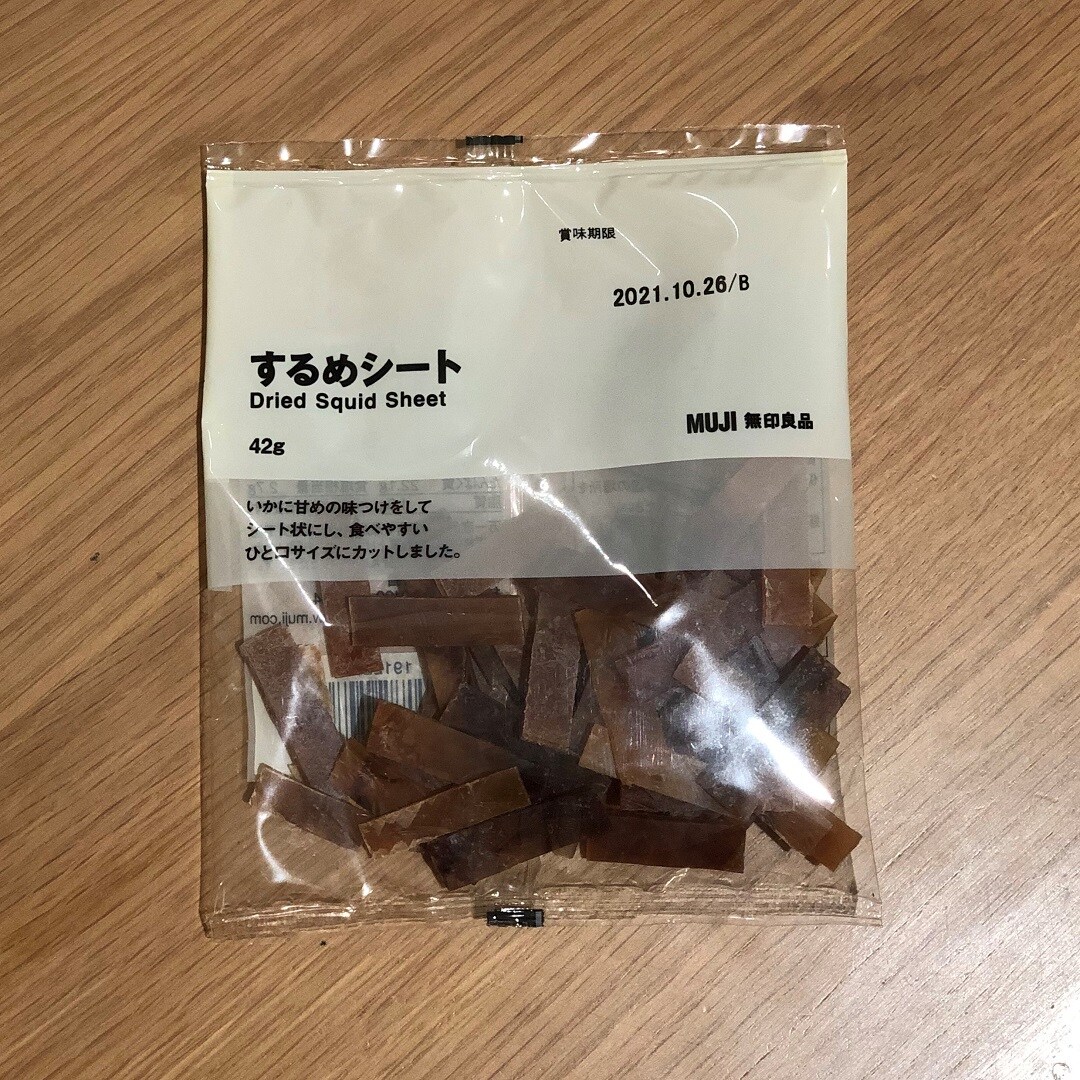 賞味期限
2021.10.26/B
するめシート
Dried Squid Sheet
MUJI 無印良品
42g
いかに甘めの味つけをして
シート状にし、食べやすい
ひと口サイズにカットしました。
v.muji.com
191